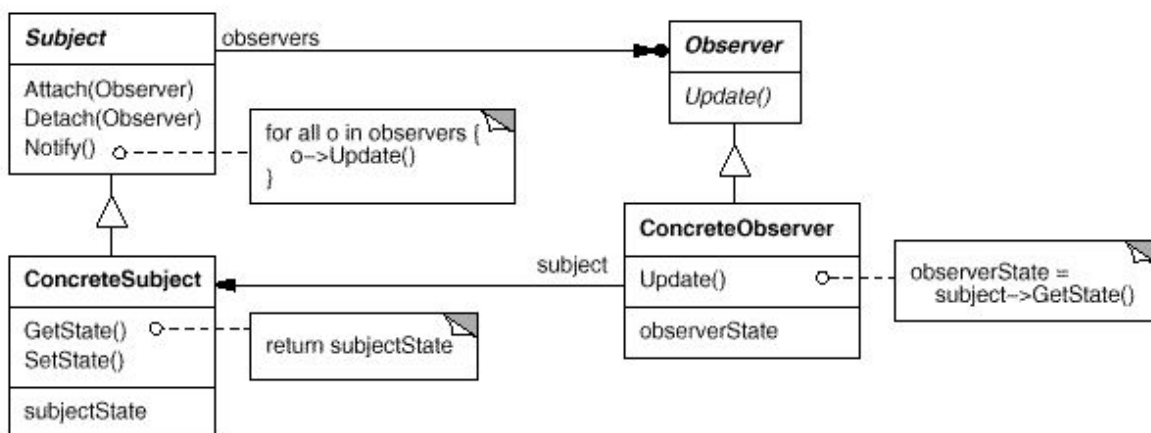 Subject
observers
Observer
Attach(Observer)
Detach(Observer)
Notify()
for all o in observers {
o->Update()
}
Update()
ConcreteSubject
GetState()
SetState()
subjectState
return subjectState
subject
ConcreteObserver
Update()
observerState
observerState =
subject->GetState()